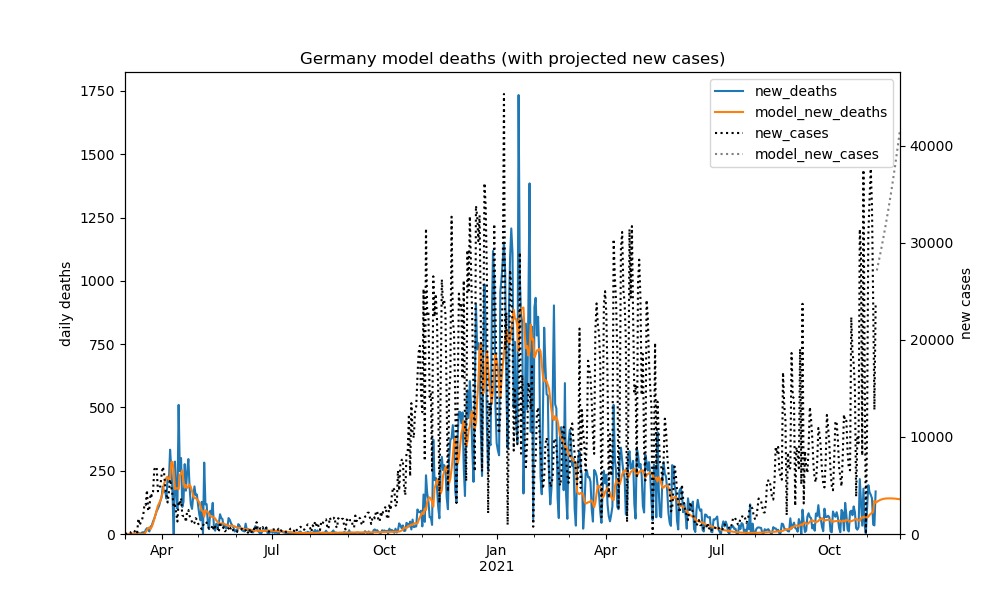 Germany model deaths (with projected new cases)
new_deaths
model_new_deaths
new_cases
model_new_cases
1750
1500
1250
1000
750
500
250
0
daily deaths
40000
30000
20000
10000
0
new cases
Apr
Jul
Oct
Jan
2021
Apr
Jul
Oct